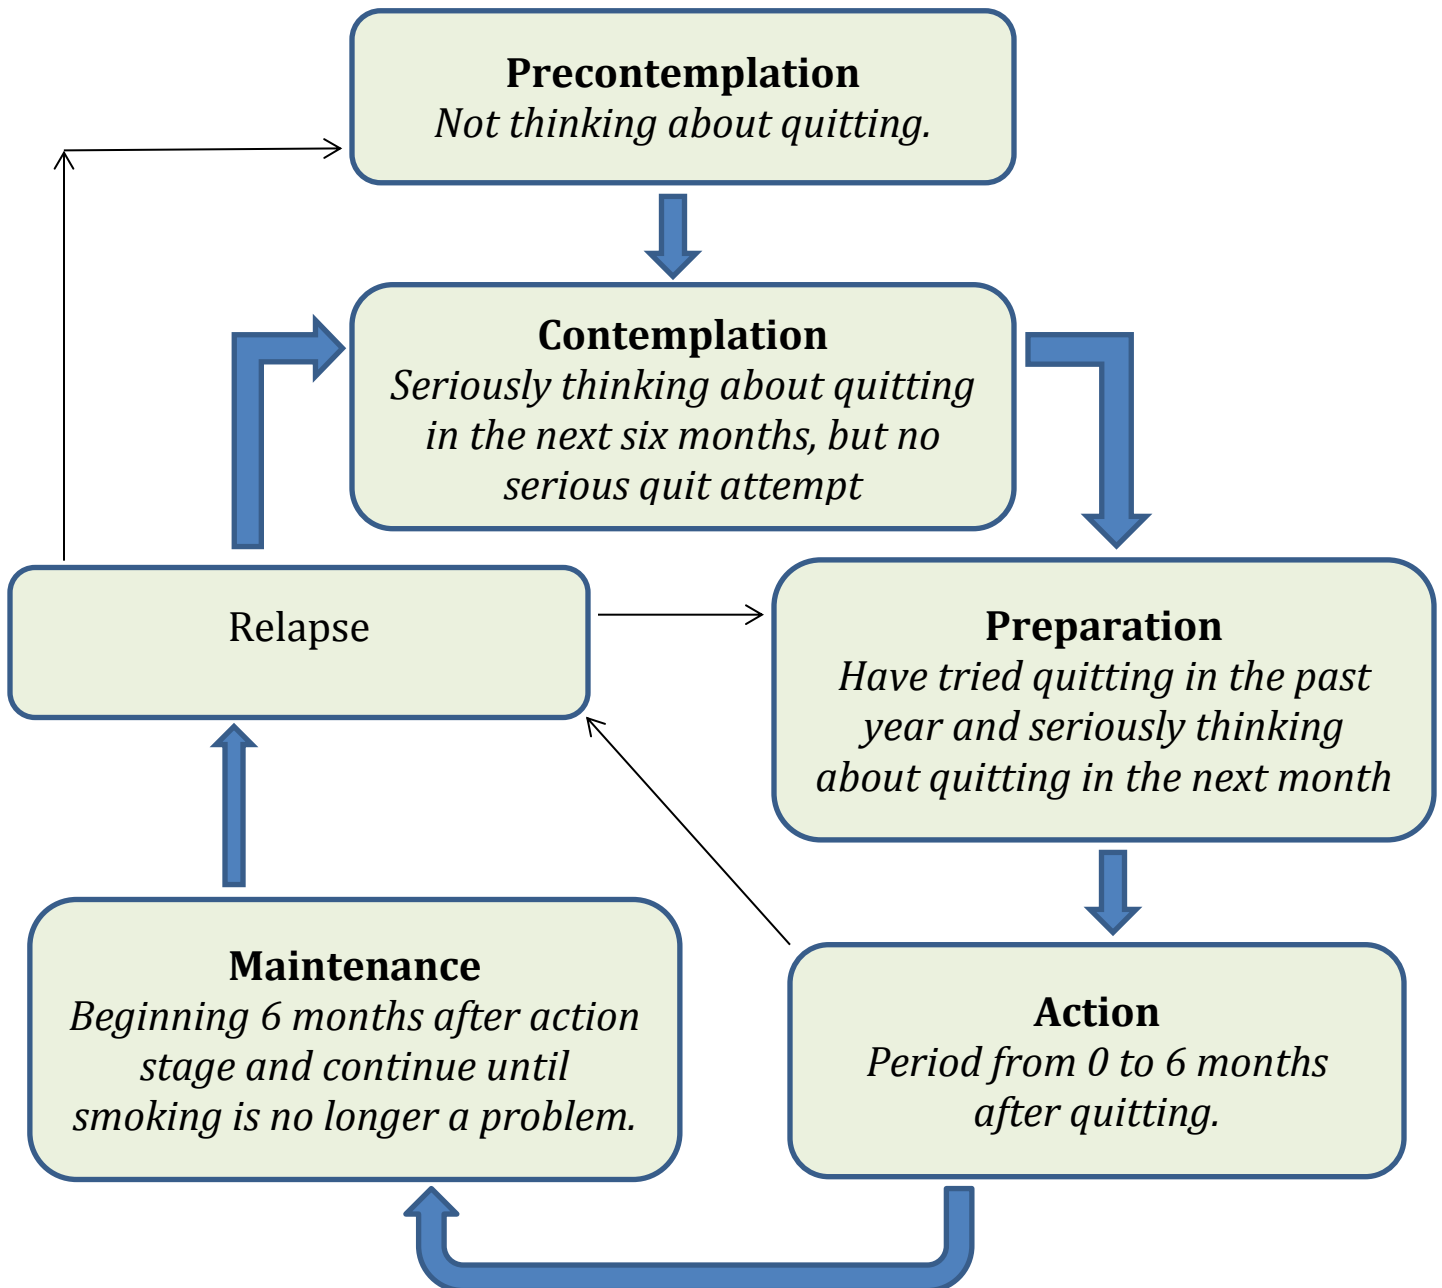 Precontemplation
Not thinking about quitting.
Contemplation
Seriously thinking about quitting
in the next six months, but no
serious quit attempt
Relapse
Preparation
Have tried quitting in the past
year and seriously thinking
about quitting in the next month
Maintenance
Beginning 6 months after action
stage and continue until
smoking is no longer a problem.
Action
Period from 0 to 6 months
after quitting.